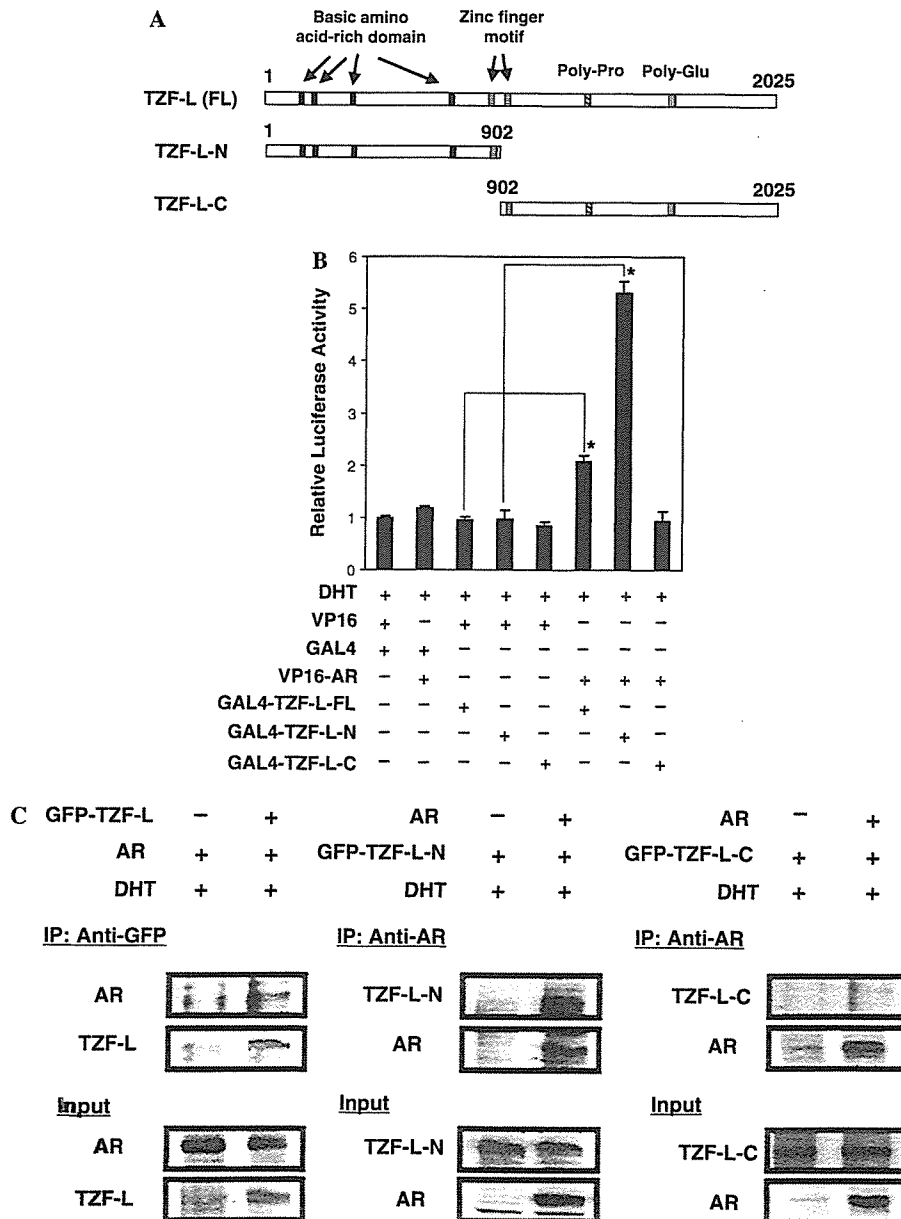 A
Basic amino
acid-rich domain
Zinc finger
motif
Poly-Pro
Poly-Glu
1
2025
TZF-L (FL)
1
902
TZF-L-N
902
2025
TZF-L-C
B
Relative Luciferase Activity
6
5
4
3
2
1
0
*
*
DHT + + + + + + + +
VP16 + − + + + − − −
GAL4 + + − − − − − −
VP16-AR − + − − − + + +
GAL4-TZF-L-FL − − + − − + − −
GAL4-TZF-L-N − − − + − − + −
GAL4-TZF-L-C − − − − + − − +
C
GFP-TZF-L − +
AR + +
DHT + +
IP: Anti-GFP
AR
TZF-L
Input
AR
TZF-L
AR − +
GFP-TZF-L-N + +
DHT + +
IP: Anti-AR
TZF-L-N
AR
Input
TZF-L-N
AR
AR − +
GFP-TZF-L-C + +
DHT + +
IP: Anti-AR
TZF-L-C
AR
Input
TZF-L-C
AR